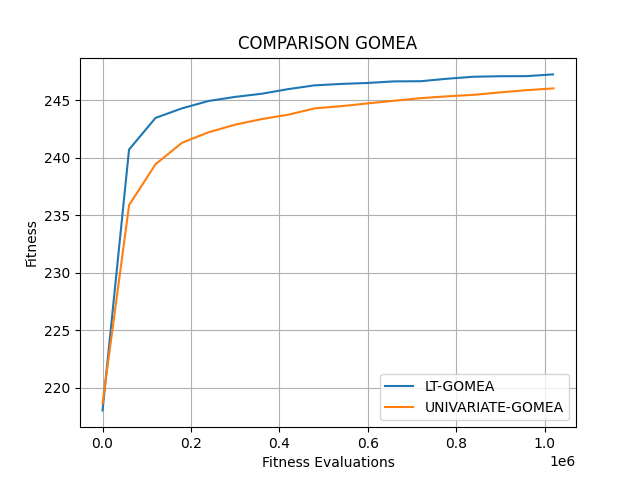 COMPARISON GOMEA
Fitness
245
240
235
230
225
220
LT-GOMEA
UNIVARIATE-GOMEA
0.0 0.2 0.4 0.6 0.8 1.0
1e6
Fitness Evaluations